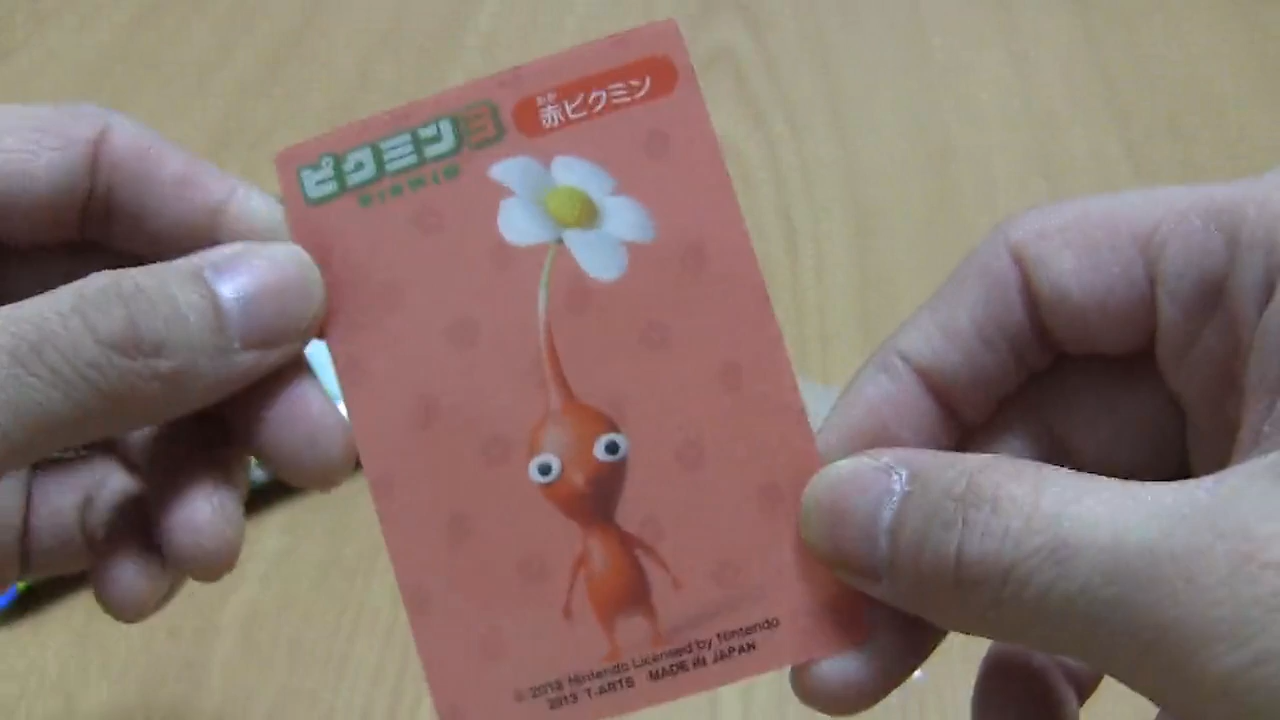 ピクミン3
PIKMIN
あか
赤ピクミン
© 2013 Nintendo Licensed by Nintendo
2013 T-ARTS MADE IN JAPAN